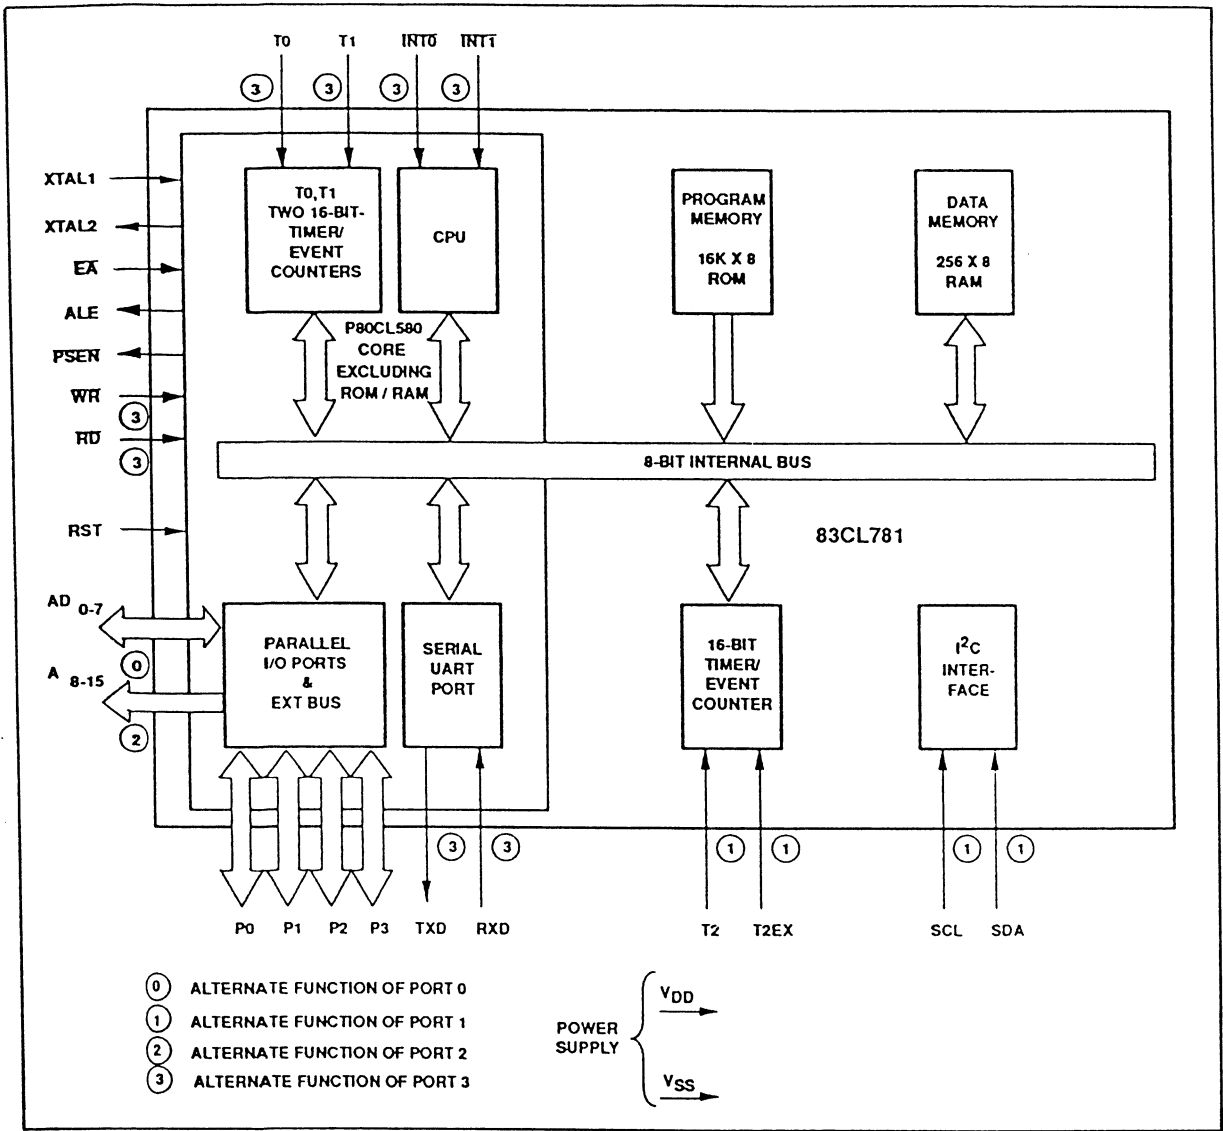 T0 T1 INT0 INT1
3 3 3 3
XTAL1
XTAL2
EA
ALE
PSEN
WR
3
RD
3
RST
AD 0-7
0
A 8-15
2
T0,T1
TWO 16-BIT-
TIMER/
EVENT
COUNTERS
CPU
PROGRAM
MEMORY
16K X 8
ROM
DATA
MEMORY
256 X 8
RAM
P80CL580
CORE
EXCLUDING
ROM / RAM
8-BIT INTERNAL BUS
83CL781
PARALLEL
I/O PORTS
&
EXT BUS
SERIAL
UART
PORT
16-BIT
TIMER/
EVENT
COUNTER
I²C
INTER-
FACE
3 3 1 1 1 1
P0 P1 P2 P3 TXD RXD T2 T2EX SCL SDA
0 ALTERNATE FUNCTION OF PORT 0
1 ALTERNATE FUNCTION OF PORT 1
2 ALTERNATE FUNCTION OF PORT 2
3 ALTERNATE FUNCTION OF PORT 3
POWER
SUPPLY
VDD
VSS